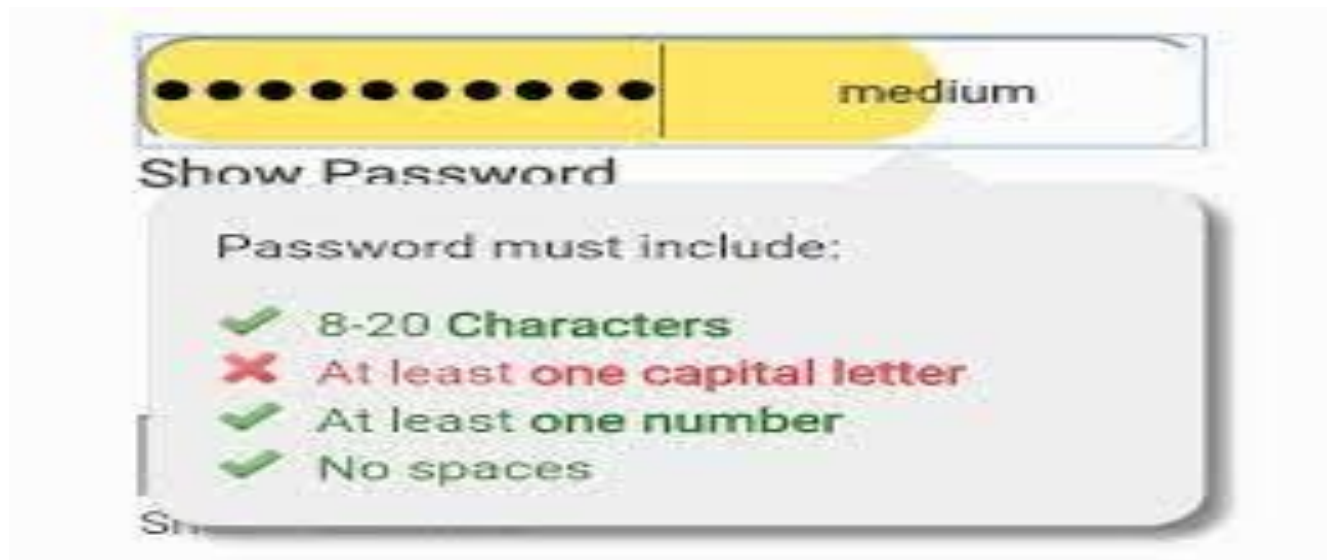 medium
Show Password
Password must include:
8-20 Characters
At least one capital letter
At least one number
No spaces